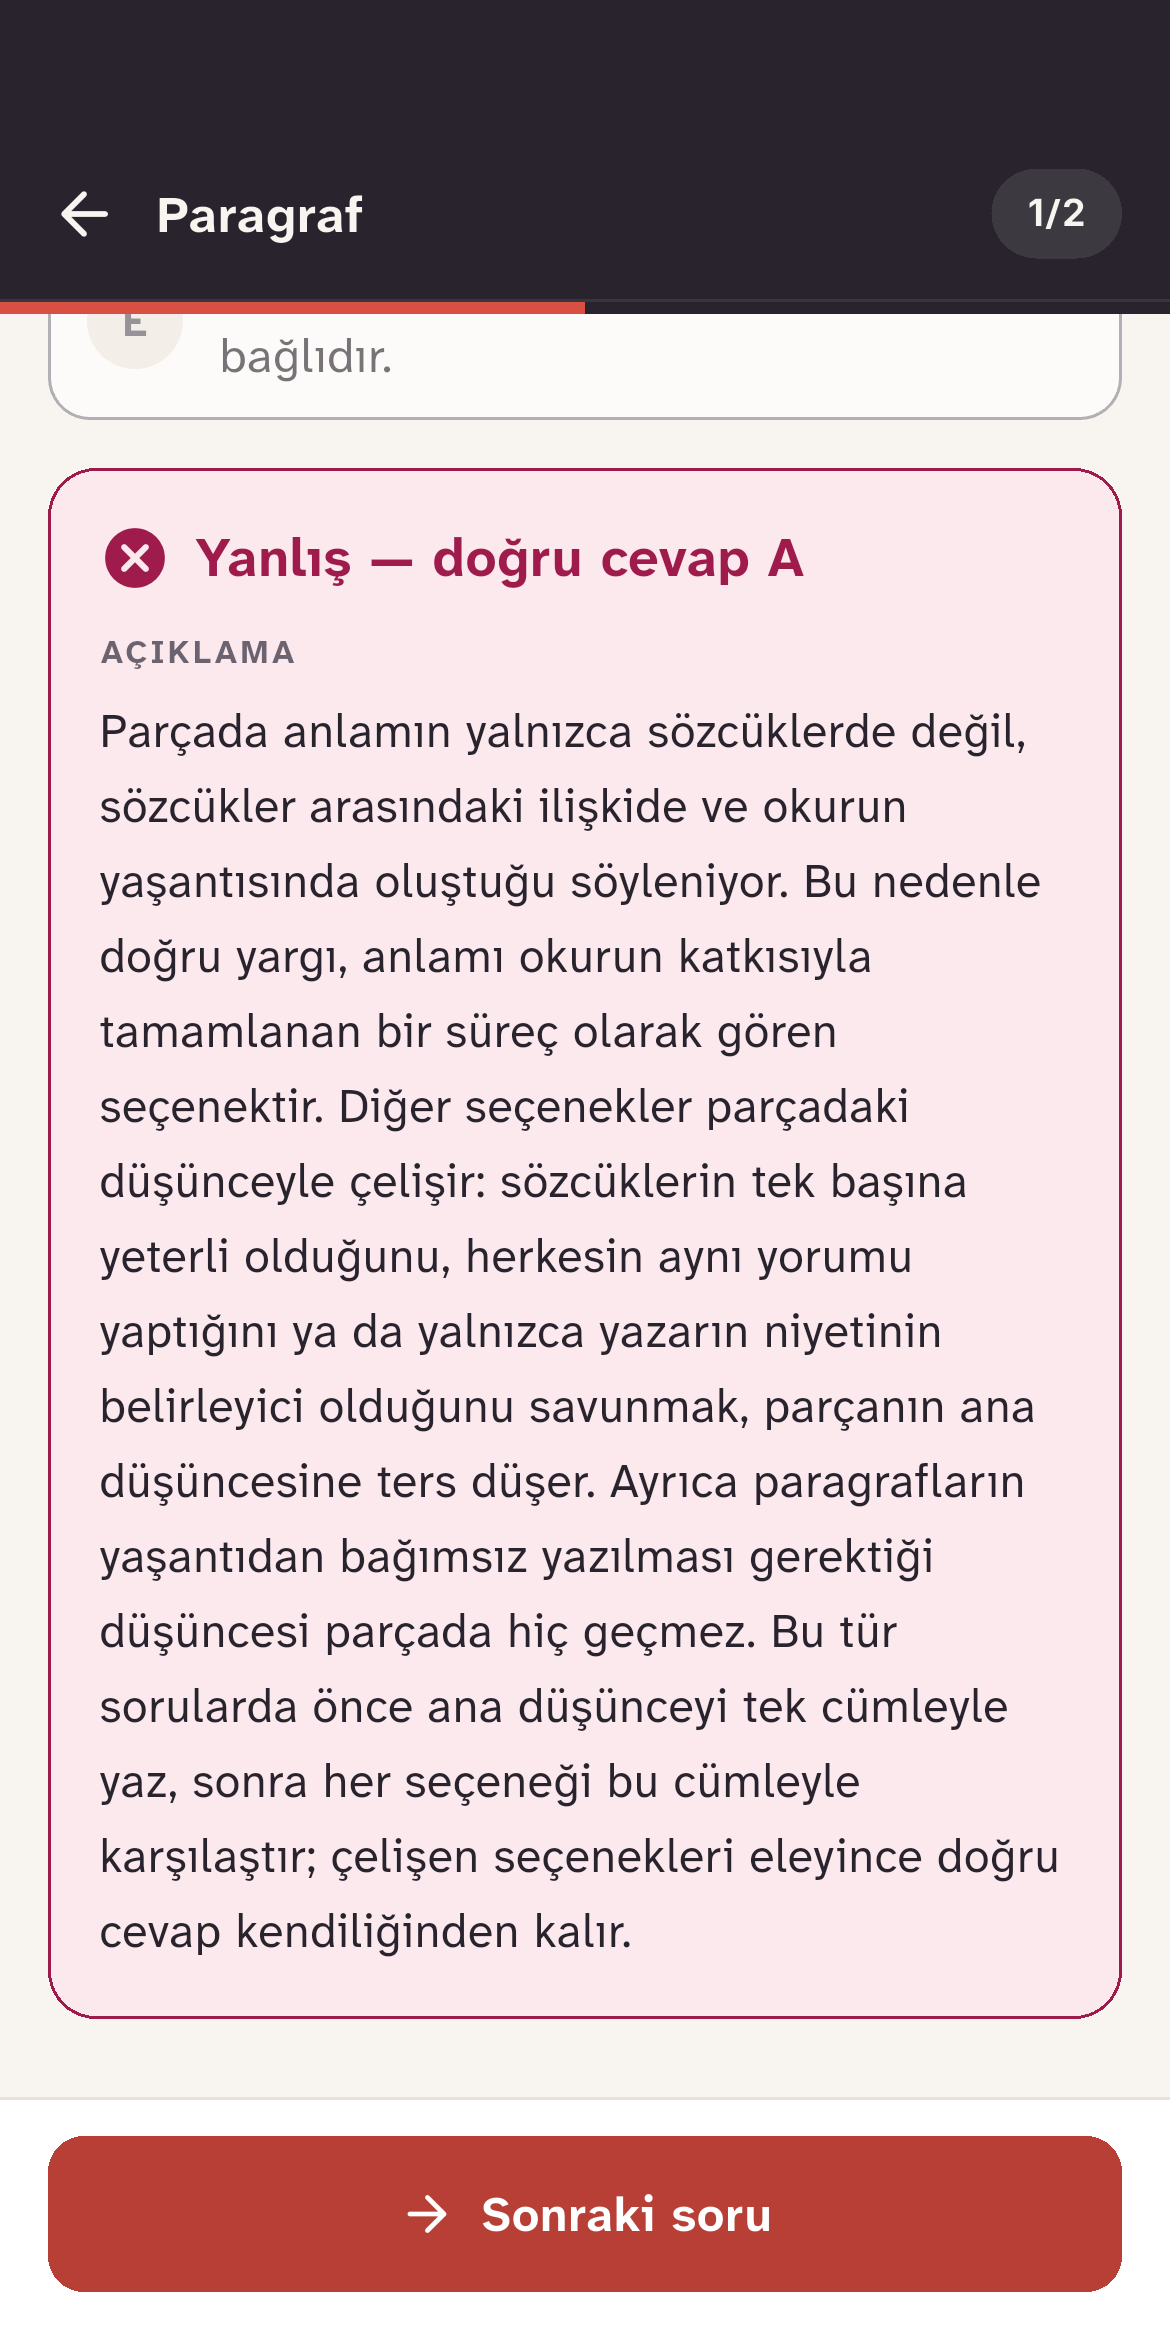 Paragraf
1/2
E
bağlıdır.
Yanlış — doğru cevap A
AÇIKLAMA
Parçada anlamın yalnızca sözcüklerde değil,
sözcükler arasındaki ilişkide ve okurun
yaşantısında oluştuğu söyleniyor. Bu nedenle
doğru yargı, anlamı okurun katkısıyla
tamamlanan bir süreç olarak gören
seçenektir. Diğer seçenekler parçadaki
düşünceyle çelişir: sözcüklerin tek başına
yeterli olduğunu, herkesin aynı yorumu
yaptığını ya da yalnızca yazarın niyetinin
belirleyici olduğunu savunmak, parçanın ana
düşüncesine ters düşer. Ayrıca paragrafların
yaşantıdan bağımsız yazılması gerektiği
düşüncesi parçada hiç geçmez. Bu tür
sorularda önce ana düşünceyi tek cümleyle
yaz, sonra her seçeneği bu cümleyle
karşılaştır; çelişen seçenekleri eleyince doğru
cevap kendiliğinden kalır.
Sonraki soru